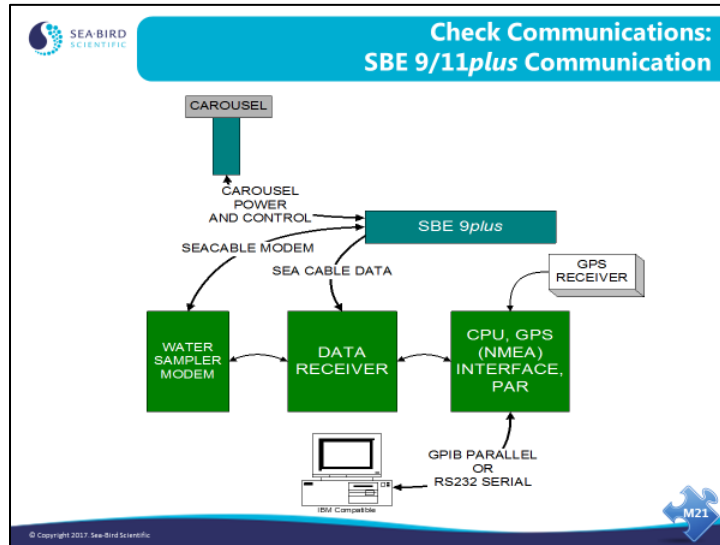 SEA·BIRD
SCIENTIFIC
Check Communications:
SBE 9/11plus Communication
CAROUSEL
CAROUSEL
POWER
AND CONTROL
SBE 9plus
SEACABLE MODEM
SEA CABLE DATA
GPS
RECEIVER
WATER
SAMPLER
MODEM
DATA
RECEIVER
CPU, GPS
(NMEA)
INTERFACE,
PAR
GPIB PARALLEL
OR
RS232 SERIAL
IBM Compatible
M21
© Copyright 2017. Sea-Bird Scientific